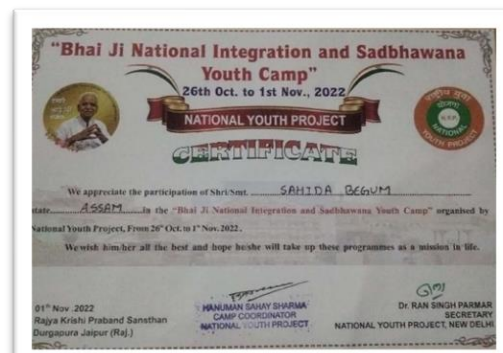 "Bhai Ji National Integration and Sadbhawana
Youth Camp"
26th Oct. to 1st Nov., 2022
NATIONAL YOUTH PROJECT
राष्ट्रीय युवा
योजना
N.Y.P.
NATIONAL
YOUTH PROJECT
CERTIFICATE
We appreciate the participation of Shri/Smt. SAHIDA BEGUM
state ASSAM In the "Bhai Ji National Integration and Sadbhawana Youth Camp" organised by
National Youth Project, From 26th Oct. to 1st Nov. 2022.
We wish him/her all the best and hope he/she will take up these programmes as a mission in life.
01st Nov .2022
Rajya Krishi Praband Sansthan
Durgapura Jaipur (Raj.)
HANUMAN SAHAY SHARMA
CAMP COORDINATOR
NATIONAL YOUTH PROJECT
Dr. RAN SINGH PARMAR
SECRETARY
NATIONAL YOUTH PROJECT, NEW DELHI